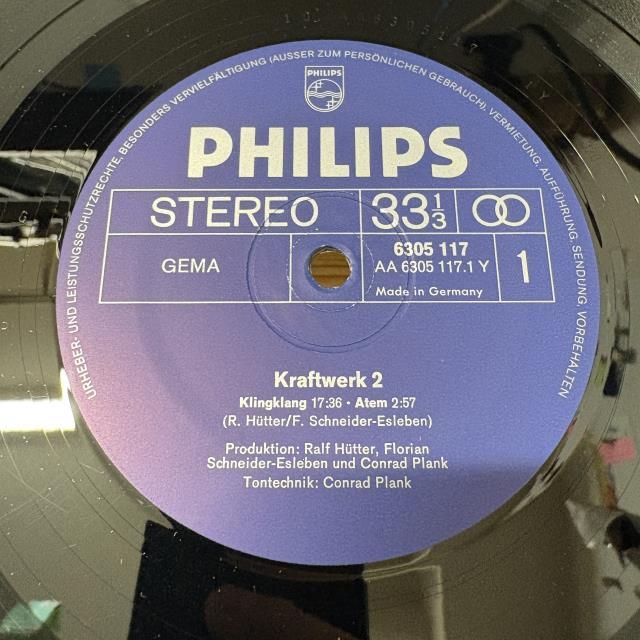 URHEBER- UND LEISTUNGSSCHUTZRECHTE, BESONDERS VERVIELFÄLTIGUNG (AUSSER ZUM PERSÖNLICHEN GEBRAUCH), VERMIETUNG, AUFFÜHRUNG, SENDUNG, VORBEHALTEN
PHILIPS
PHILIPS
STEREO 33 1/3
GEMA
6305 117
AA 6305 117.1 Y
Made in Germany
1
Kraftwerk 2
Klingklang 17:36 · Atem 2:57
(R. Hütter/F. Schneider-Esleben)
Produktion: Ralf Hütter, Florian
Schneider-Esleben und Conrad Plank
Tontechnik: Conrad Plank